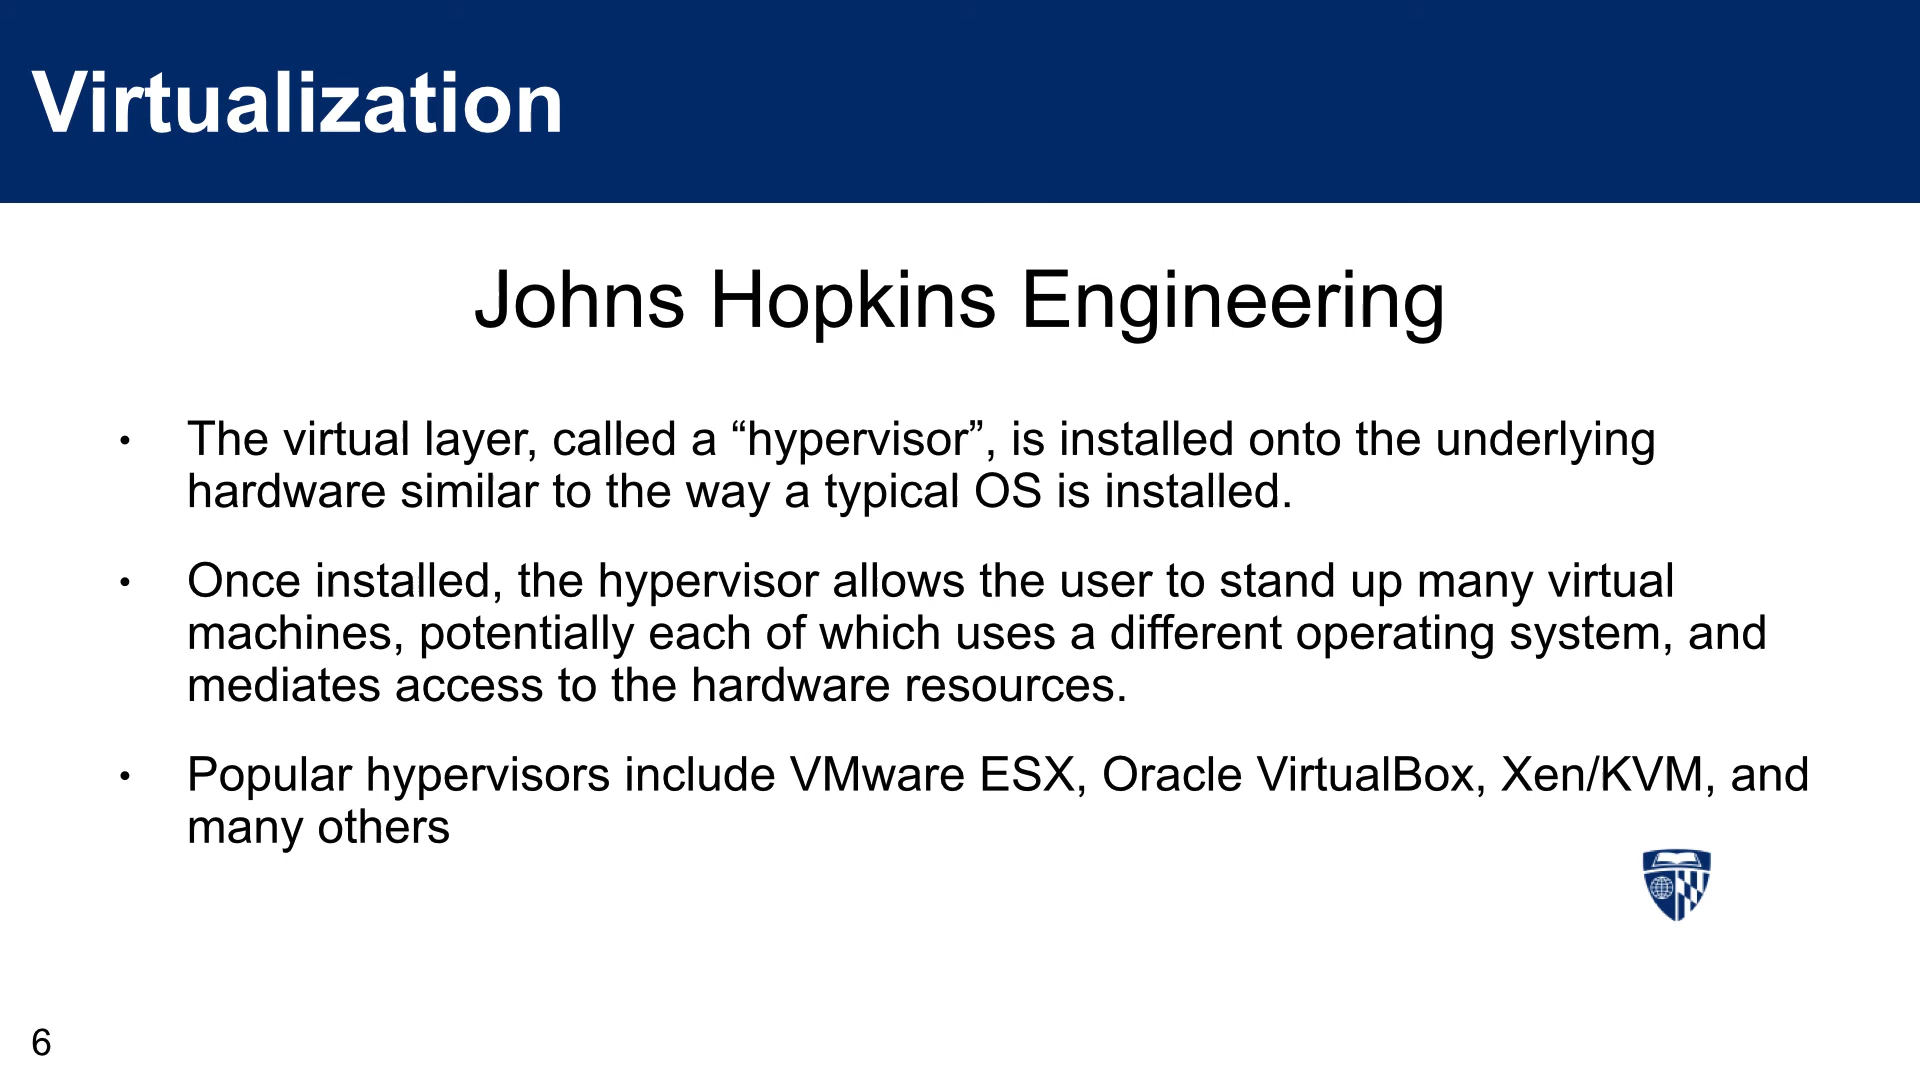 Virtualization
Johns Hopkins Engineering
• The virtual layer, called a “hypervisor”, is installed onto the underlying
hardware similar to the way a typical OS is installed.
• Once installed, the hypervisor allows the user to stand up many virtual
machines, potentially each of which uses a different operating system, and
mediates access to the hardware resources.
• Popular hypervisors include VMware ESX, Oracle VirtualBox, Xen/KVM, and
many others
6